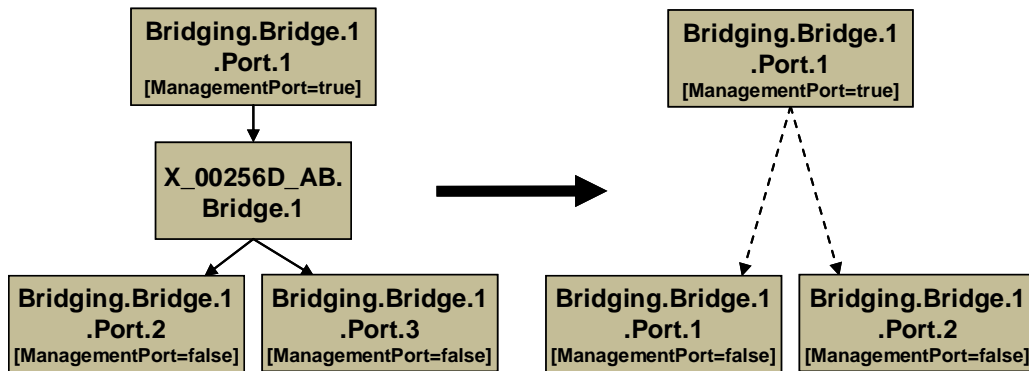 Bridging.Bridge.1
.Port.1
[ManagementPort=true]
X_00256D_AB.
Bridge.1
Bridging.Bridge.1
.Port.2
[ManagementPort=false]
Bridging.Bridge.1
.Port.3
[ManagementPort=false]
Bridging.Bridge.1
.Port.1
[ManagementPort=true]
Bridging.Bridge.1
.Port.1
[ManagementPort=false]
Bridging.Bridge.1
.Port.2
[ManagementPort=false]